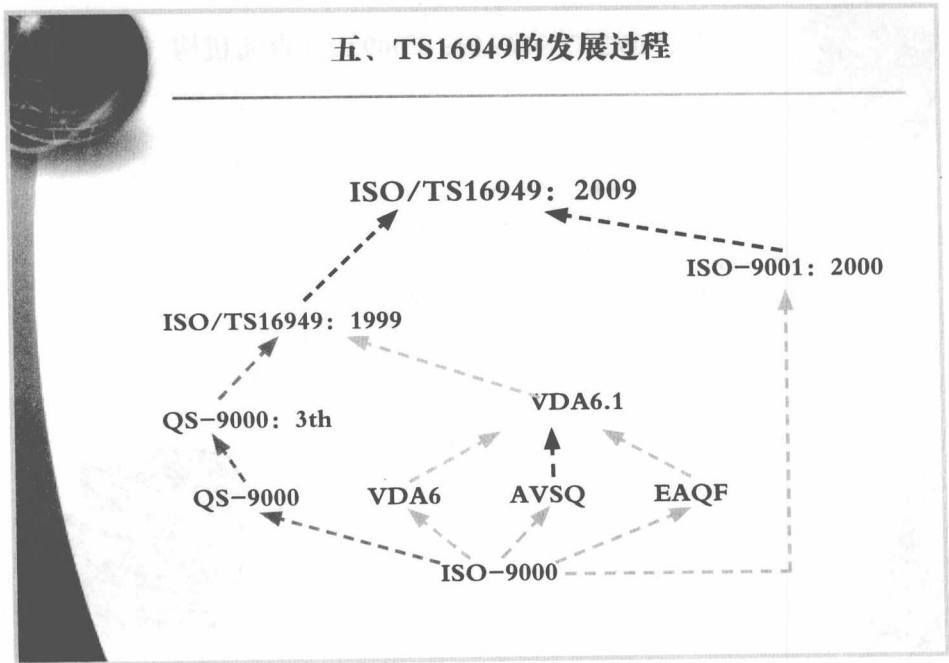 五、TS16949的发展过程
ISO/TS16949：2009
ISO-9001：2000
ISO/TS16949：1999
VDA6.1
QS-9000：3th
QS-9000
VDA6
AVSQ
EAQF
ISO-9000